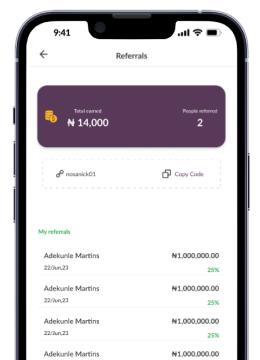 9:41
Referrals
Total earned
₦ 14,000
People referred
2
nosanick01
Copy Code
My referrals
Adekunle Martins ₦1,000,000.00
22/Jun,23 25%
Adekunle Martins ₦1,000,000.00
22/Jun,23 25%
Adekunle Martins ₦1,000,000.00
22/Jun,23 25%
Adekunle Martins ₦1,000,000.00